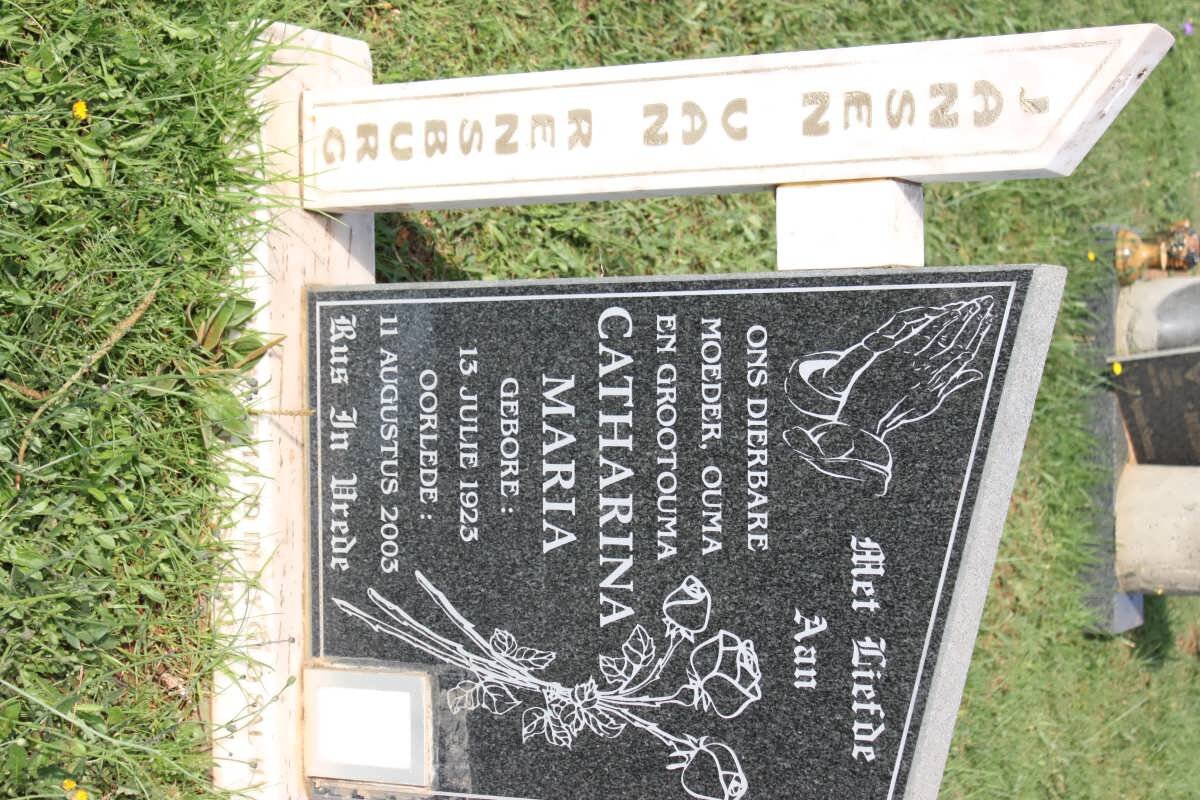 JANSEN VAN RENSBURG
Met Liefde
Aan
ONS DIERBARE
MOEDER, OUMA
EN GROOTOUMA
CATHARINA
MARIA
GEBORE :
13 JULIE 1923
OORLEDE :
11 AUGUSTUS 2003
Rus In Vrede